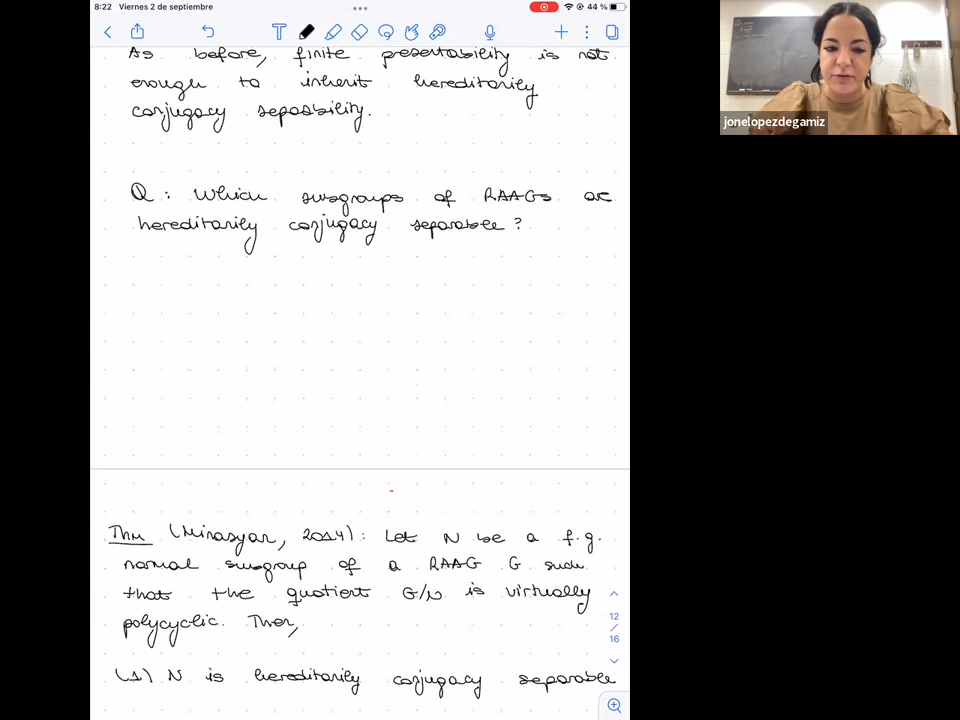 8:22 Viernes 2 de septiembre
44 %
jonelopezdegamiz
As before, finite presentability is not
enough to inherit hereditarily
conjugacy separability.
Q: Which subgroups of RAAGs are
hereditarily conjugacy separable?
Thm (Minasyan, 2014): Let N be a f.g.
normal subgroup of a RAAG G such
that the quotient G/N is virtually
polycyclic. Then,
(1) N is hereditarily conjugacy separable
12
/
16